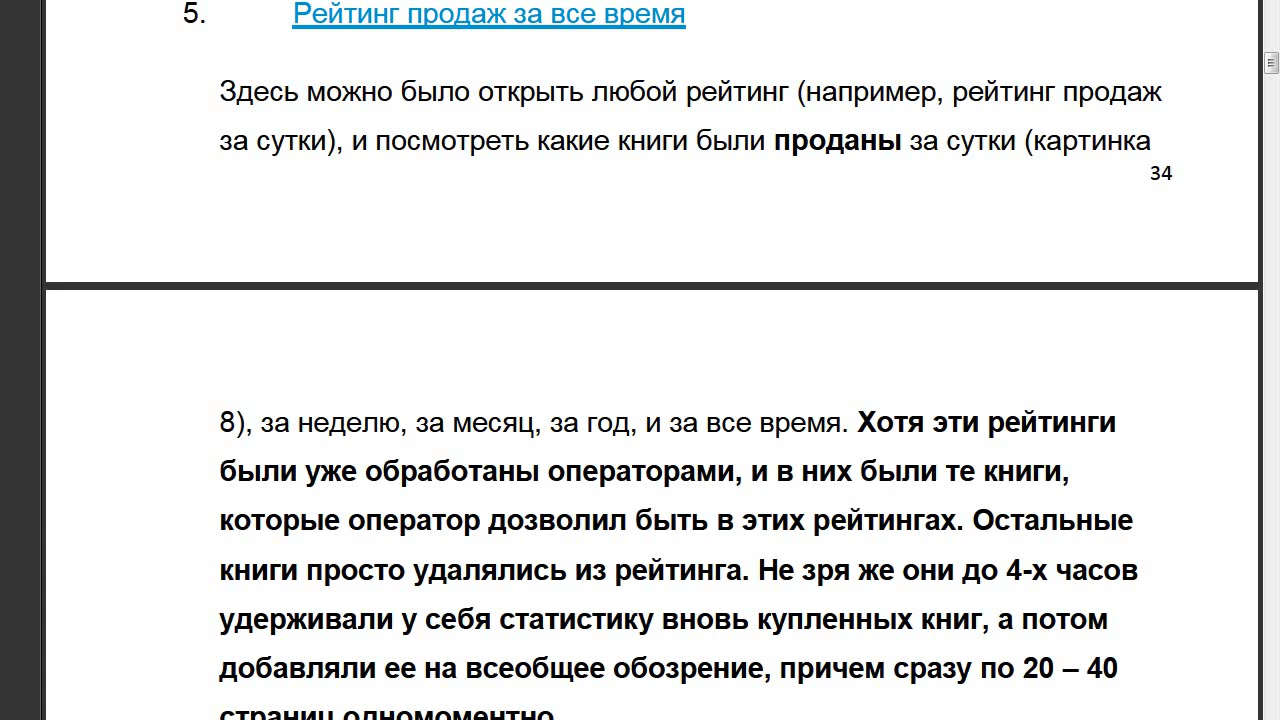 5. Рейтинг продаж за все время
Здесь можно было открыть любой рейтинг (например, рейтинг продаж
за сутки), и посмотреть какие книги были проданы за сутки (картинка
34
8), за неделю, за месяц, за год, и за все время. Хотя эти рейтинги
были уже обработаны операторами, и в них были те книги,
которые оператор дозволил быть в этих рейтингах. Остальные
книги просто удалялись из рейтинга. Не зря же они до 4-х часов
удерживали у себя статистику вновь купленных книг, а потом
добавляли ее на всеобщее обозрение, причем сразу по 20 – 40
страниц одномоментно